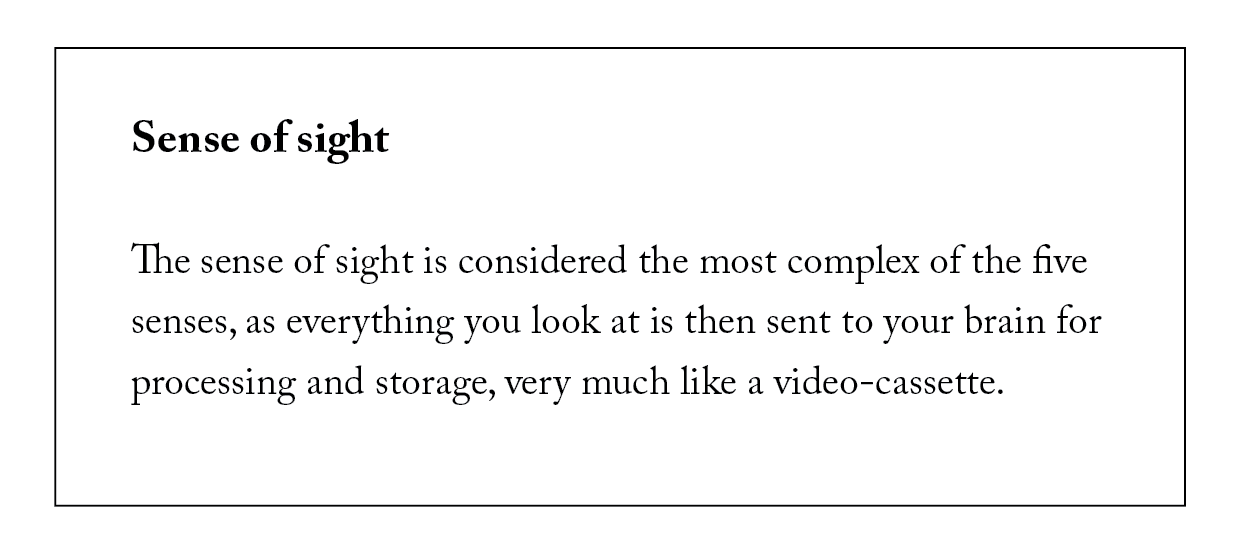 Sense of sight
The sense of sight is considered the most complex of the five
senses, as everything you look at is then sent to your brain for
processing and storage, very much like a video-cassette.